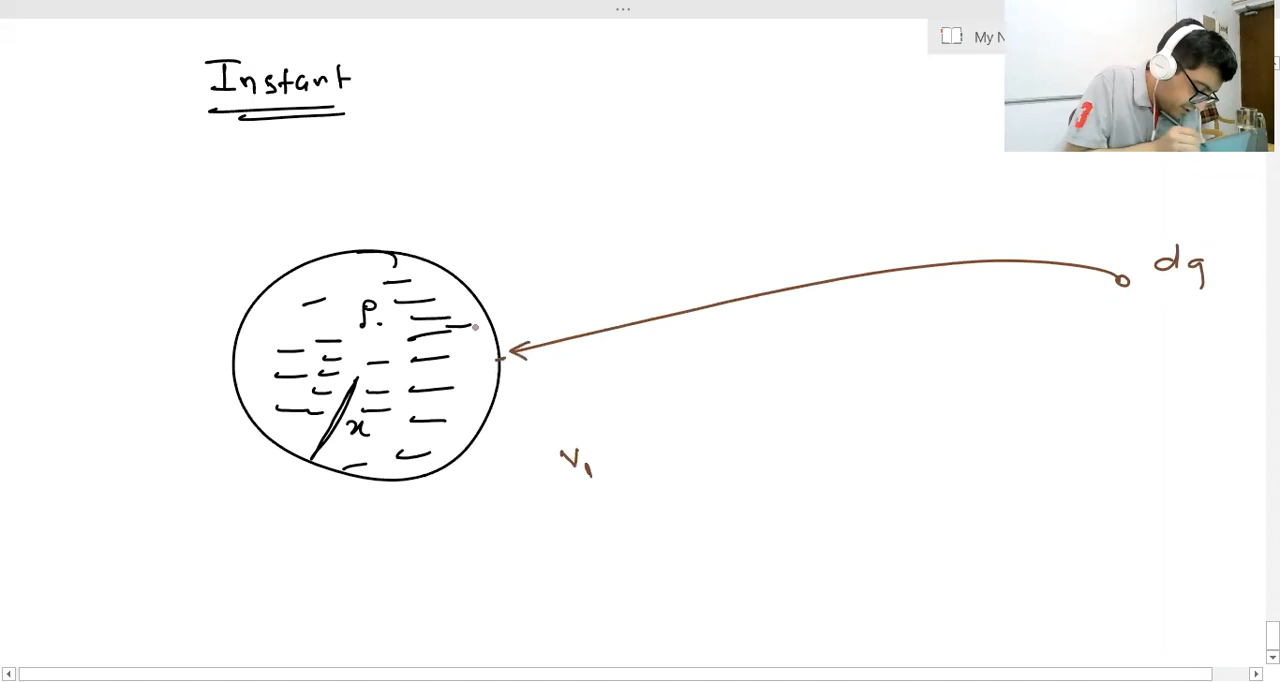 ...
My N
Instant
dq
ρ.
x
V₁